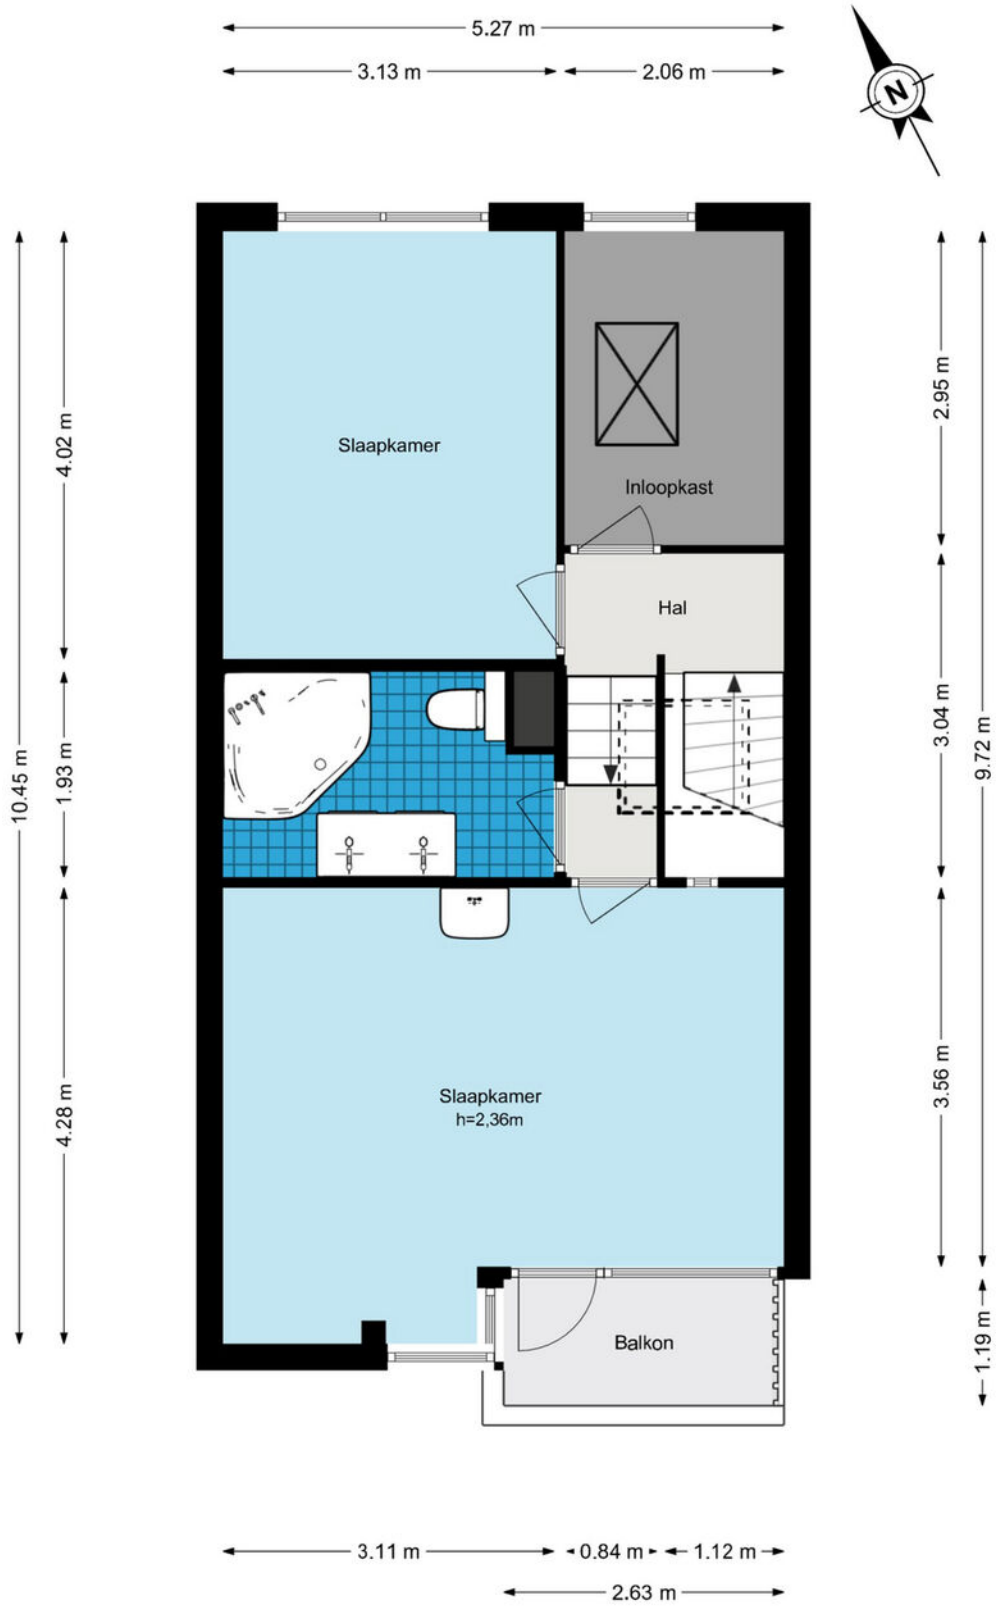 5.27 m
3.13 m
2.06 m
N
4.02 m
2.95 m
Slaapkamer
Inloopkast
Hal
10.45 m
1.93 m
3.04 m
9.72 m
4.28 m
3.56 m
Slaapkamer
h=2,36m
Balkon
1.19 m
3.11 m
0.84 m
1.12 m
2.63 m